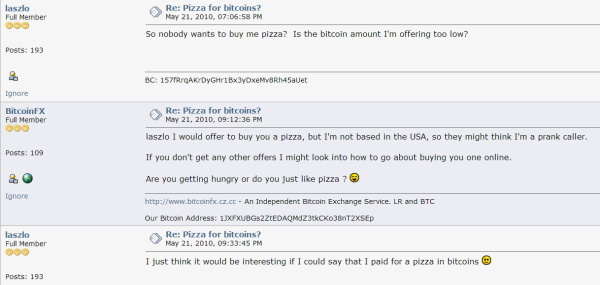 laszlo
Full Member
Posts: 193
Ignore
Re: Pizza for bitcoins?
May 21, 2010, 07:06:58 PM
So nobody wants to buy me pizza?  Is the bitcoin amount I'm offering too low?
BC: 157fRrqAKrDyGHr1Bx3yDxeMv8Rh45aUet
BitcoinFX
Full Member
Posts: 109
Ignore
Re: Pizza for bitcoins?
May 21, 2010, 09:12:36 PM
laszlo I would offer to buy you a pizza, but I'm not based in the USA, so they might think I'm a prank caller.
If you don't get any other offers I might look into how to go about buying you one online.
Are you getting hungry or do you just like pizza ?
http://www.bitcoinfx.cz.cc - An Independent Bitcoin Exchange Service. LR and BTC
Our Bitcoin Address: 1JXFXUBGs2ZtEDAQMdZ3tkCKo38nT2XSEp
laszlo
Full Member
Posts: 193
Re: Pizza for bitcoins?
May 21, 2010, 09:33:45 PM
I just think it would be interesting if I could say that I paid for a pizza in bitcoins